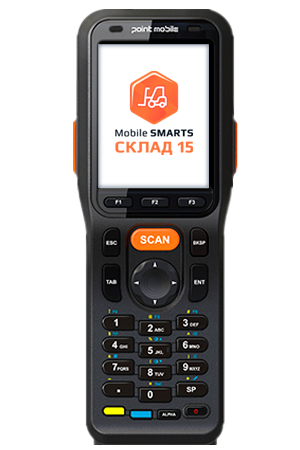 point mobile
Mobile SMARTS
СКЛАД 15
F1 F2 F3
ESC SCAN BKSP
TAB ENT
1 2 ABC 3 DEF
4 GHI 5 JKL 6 MNO
7 PQRS 8 TUV 9 WXYZ
. 0 SP
ALPHA